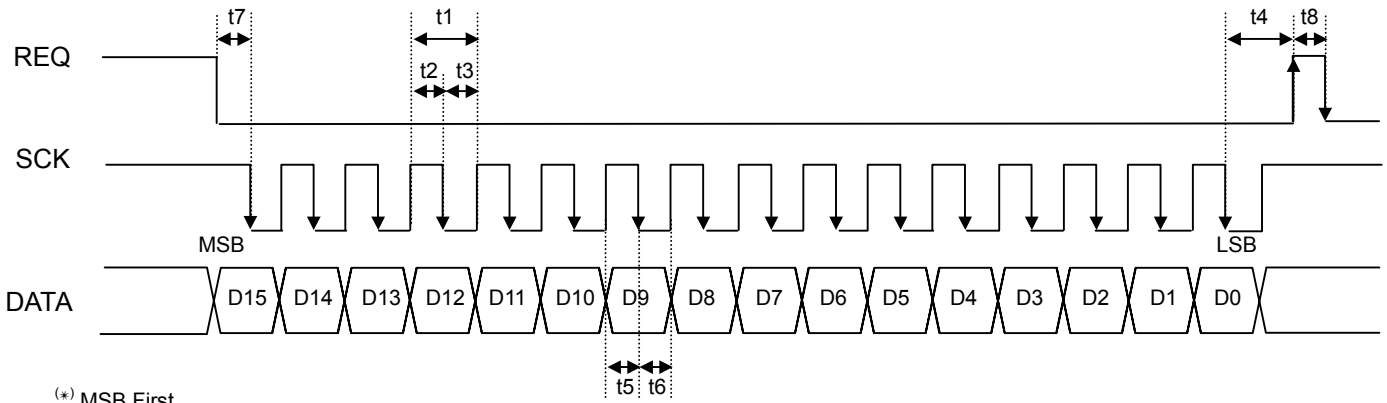 t7 t1 t4 t8
REQ
t2 t3
SCK
MSB LSB
DATA D15 D14 D13 D12 D11 D10 D9 D8 D7 D6 D5 D4 D3 D2 D1 D0
t5 t6
(*) MSB First